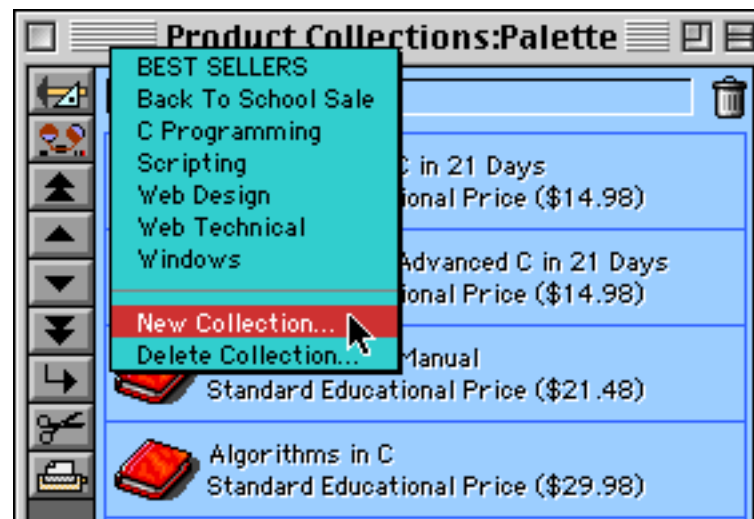 Product Collections:Palette
BEST SELLERS
Back To School Sale
C Programming
Scripting
Web Design
Web Technical
Windows
New Collection...
Delete Collection...
C in 21 Days
ional Price ($14.98)
Advanced C in 21 Days
ional Price ($14.98)
Manual
Standard Educational Price ($21.48)
Algorithms in C
Standard Educational Price ($29.98)